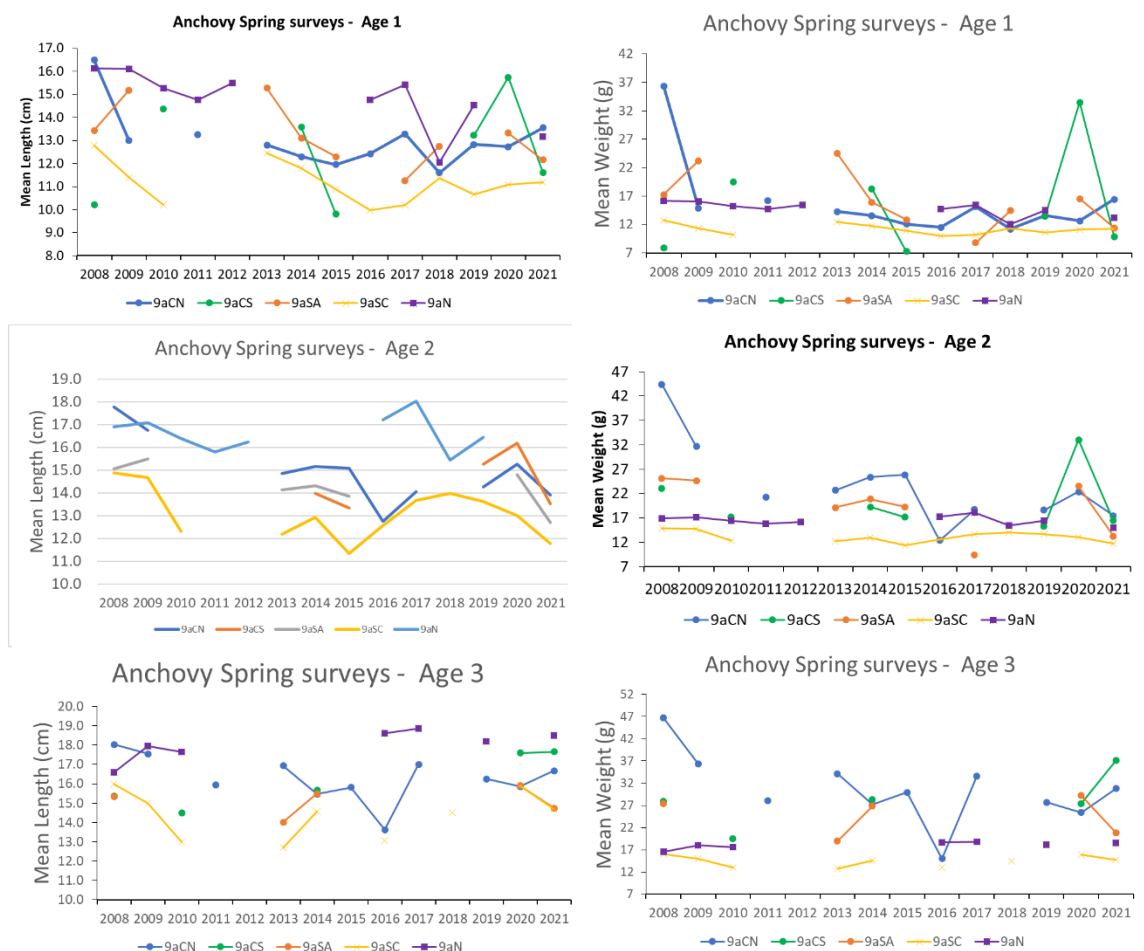 Anchovy Spring surveys - Age 1
Mean Length (cm)
17.0
16.0
15.0
14.0
13.0
12.0
11.0
10.0
9.0
8.0
2008 2009 2010 2011 2012 2013 2014 2015 2016 2017 2018 2019 2020 2021
9aCN 9aCS 9aSA 9aSC 9aN
Anchovy Spring surveys - Age 1
Mean Weight (g)
42
37
32
27
22
17
12
7
2008 2009 2010 2011 2012 2013 2014 2015 2016 2017 2018 2019 2020 2021
9aCN 9aCS 9aSA 9aSC 9aN
Anchovy Spring surveys - Age 2
Mean Length (cm)
19.0
18.0
17.0
16.0
15.0
14.0
13.0
12.0
11.0
10.0
2008 2009 2010 2011 2012 2013 2014 2015 2016 2017 2018 2019 2020 2021
9aCN 9aCS 9aSA 9aSC 9aN
Anchovy Spring surveys - Age 2
Mean Weight (g)
47
42
37
32
27
22
17
12
7
2008 2009 2010 2011 2012 2013 2014 2015 2016 2017 2018 2019 2020 2021
9aCN 9aCS 9aSA 9aSC 9aN
Anchovy Spring surveys - Age 3
Mean Length (cm)
20.0
19.0
18.0
17.0
16.0
15.0
14.0
13.0
12.0
11.0
10.0
2008 2009 2010 2011 2012 2013 2014 2015 2016 2017 2018 2019 2020 2021
9aCN 9aCS 9aSA 9aSC 9aN
Anchovy Spring surveys - Age 3
Mean Weight (g)
52
47
42
37
32
27
22
17
12
7
2008 2009 2010 2011 2012 2013 2014 2015 2016 2017 2018 2019 2020 2021
9aCN 9aCS 9aSA 9aSC 9aN